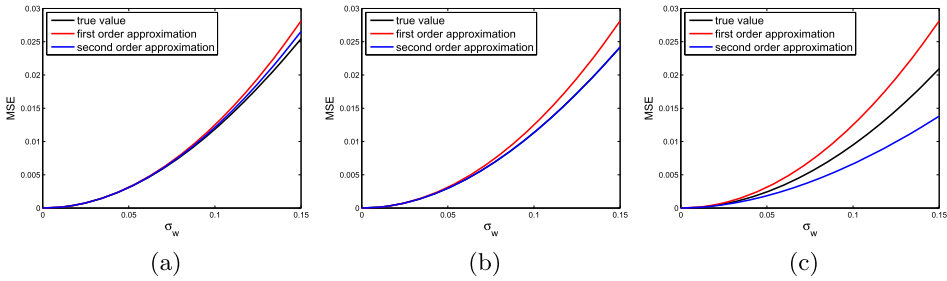 true value
first order approximation
second order approximation
MSE
0.03
0.025
0.02
0.015
0.01
0.005
0
0 0.05 0.1 0.15
σw
(a)
true value
first order approximation
second order approximation
MSE
0.03
0.025
0.02
0.015
0.01
0.005
0
0 0.05 0.1 0.15
σw
(b)
true value
first order approximation
second order approximation
MSE
0.03
0.025
0.02
0.015
0.01
0.005
0
0 0.05 0.1 0.15
σw
(c)